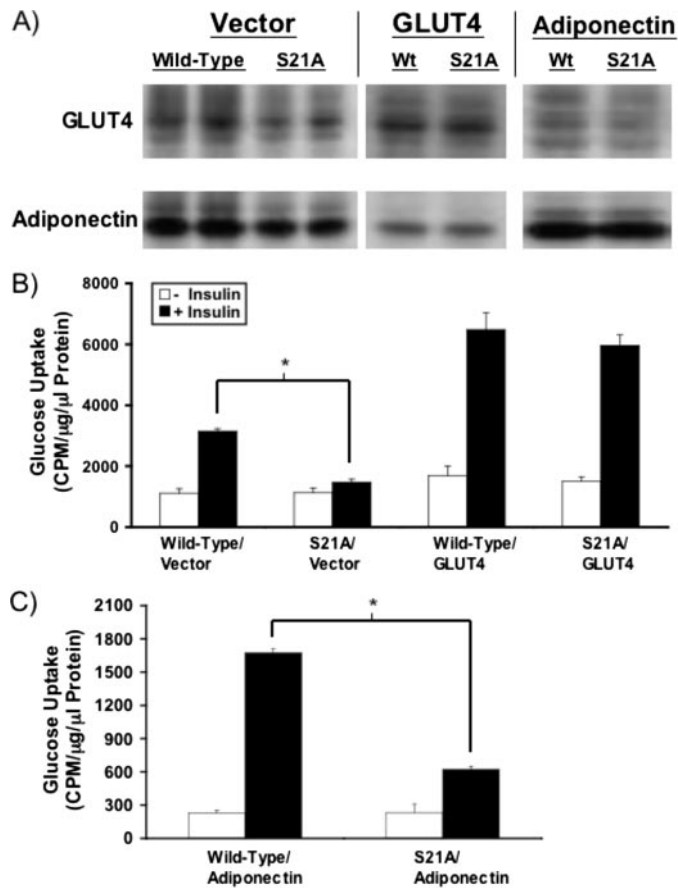 A)
Vector GLUT4 Adiponectin
Wild-Type S21A Wt S21A Wt S21A
GLUT4
Adiponectin
B)
Glucose Uptake
(CPM/µg/µl Protein)
8000
6000
4000
2000
0
- Insulin
+ Insulin
*
Wild-Type/
Vector
S21A/
Vector
Wild-Type/
GLUT4
S21A/
GLUT4
C)
Glucose Uptake
(CPM/µg/µl Protein)
2100
1800
1500
1200
900
600
300
0
*
Wild-Type/
Adiponectin
S21A/
Adiponectin